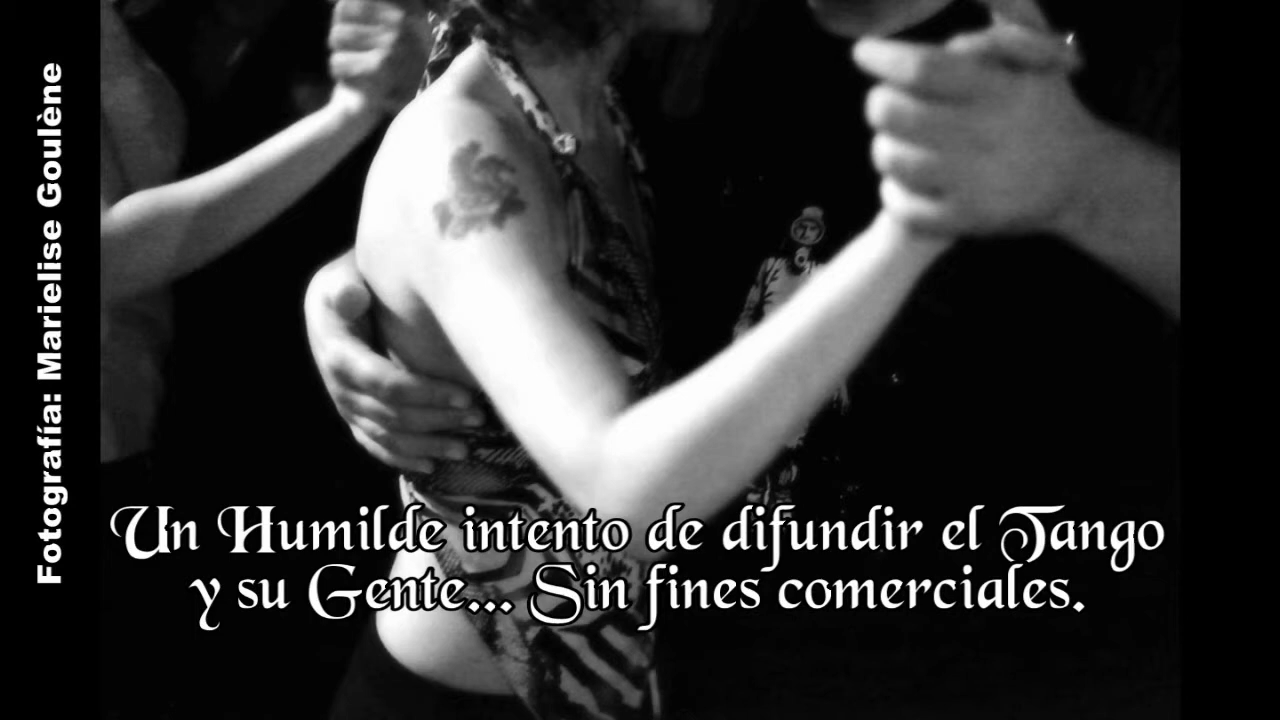 Fotografía: Marielise Goulène
Un Humilde intento de difundir el Tango
y su Gente... Sin fines comerciales.